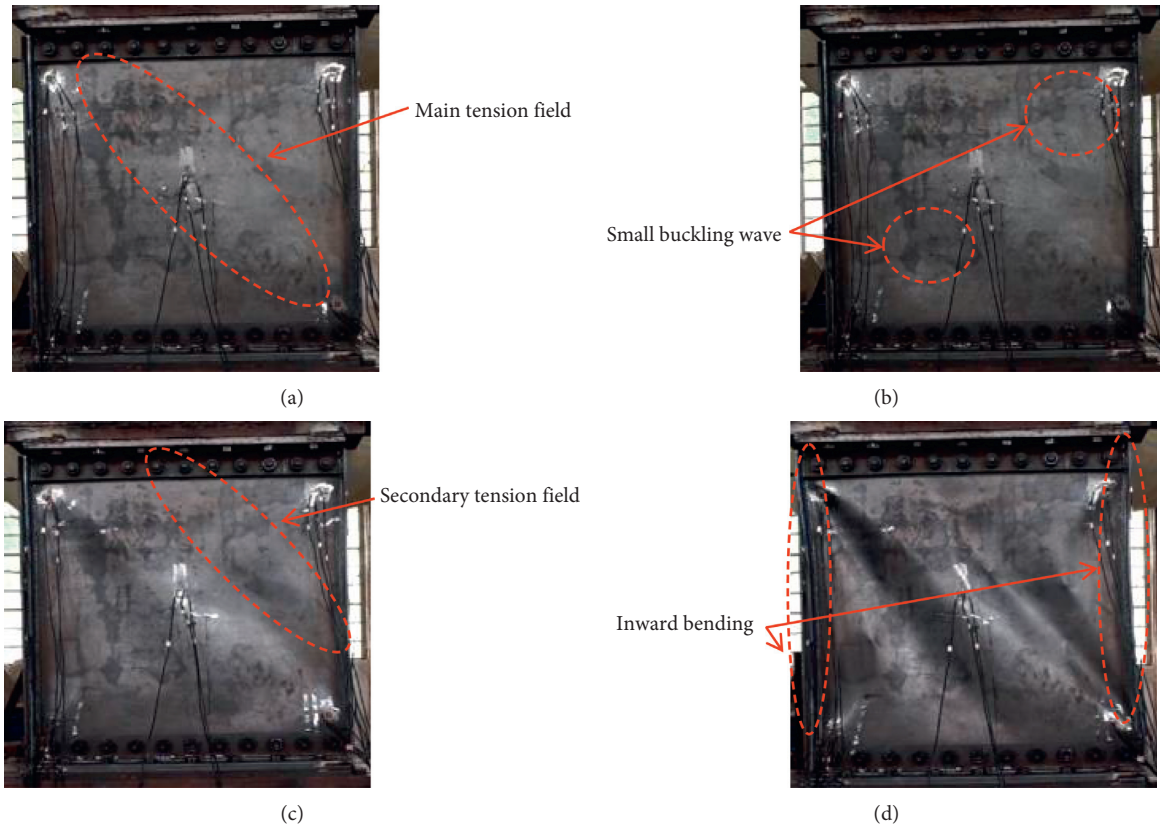 Main tension field
Small buckling wave
(a)
(b)
Secondary tension field
Inward bending
(c)
(d)